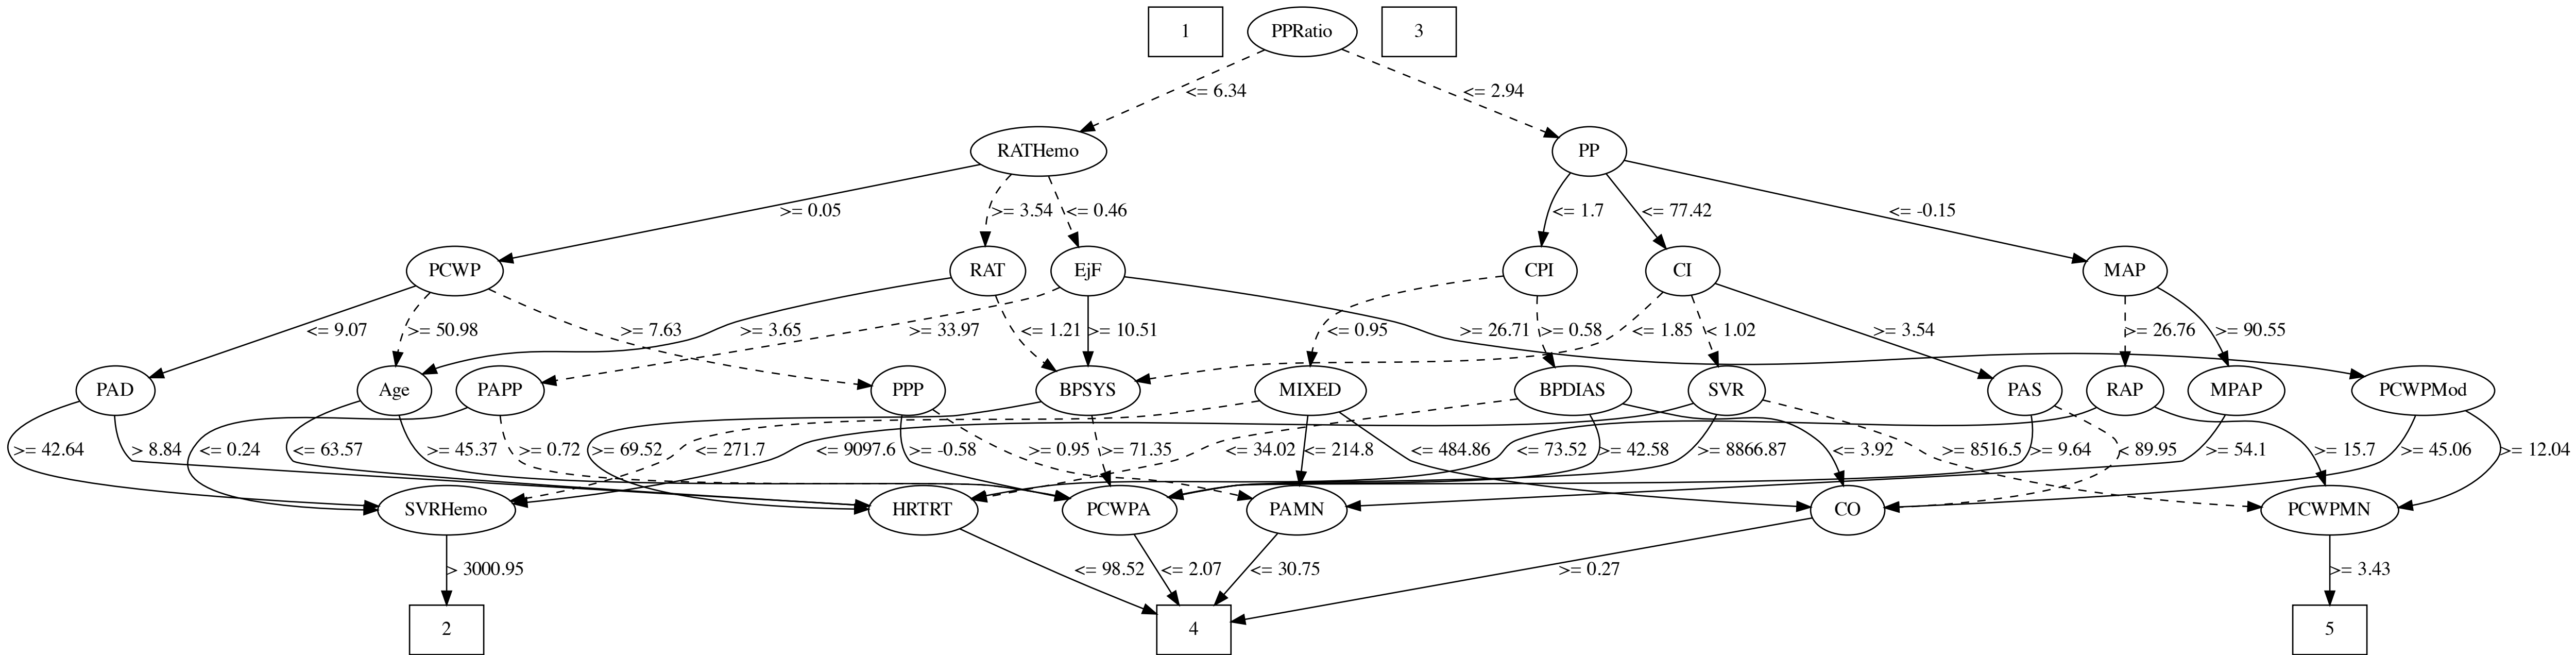 1
PPRatio
3
<= 6.34
<= 2.94
RATHemo
PP
>= 0.05
>= 3.54
<= 0.46
<= 1.7
<= 77.42
<= -0.15
PCWP
RAT
EjF
CPI
CI
MAP
<= 9.07
>= 50.98
>= 7.63
>= 3.65
>= 33.97
<= 1.21
>= 10.51
<= 0.95
>= 26.71
>= 0.58
<= 1.85
< 1.02
>= 3.54
>= 26.76
>= 90.55
PAD
Age
PAPP
PPP
BPSYS
MIXED
BPDIAS
SVR
PAS
RAP
MPAP
PCWPMod
>= 42.64
> 8.84
<= 0.24
<= 63.57
>= 45.37
>= 0.72
>= 69.52
<= 271.7
<= 9097.6
>= -0.58
>= 0.95
>= 71.35
<= 34.02
<= 214.8
<= 484.86
<= 73.52
>= 42.58
>= 8866.87
<= 3.92
>= 8516.5
>= 9.64
< 89.95
>= 54.1
>= 15.7
>= 45.06
>= 12.04
SVRHemo
HRTRT
PCWPA
PAMN
CO
PCWPMN
> 3000.95
<= 98.52
<= 2.07
<= 30.75
>= 0.27
>= 3.43
2
4
5